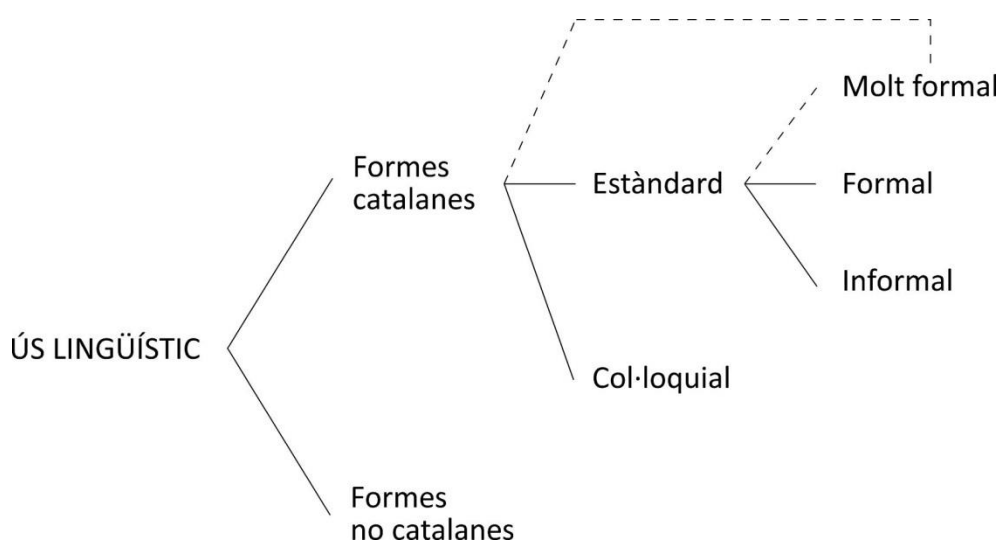 Molt formal
Formes
catalanes
Estàndard
Formal
Informal
ÚS LINGÜÍSTIC
Col·loquial
Formes
no catalanes